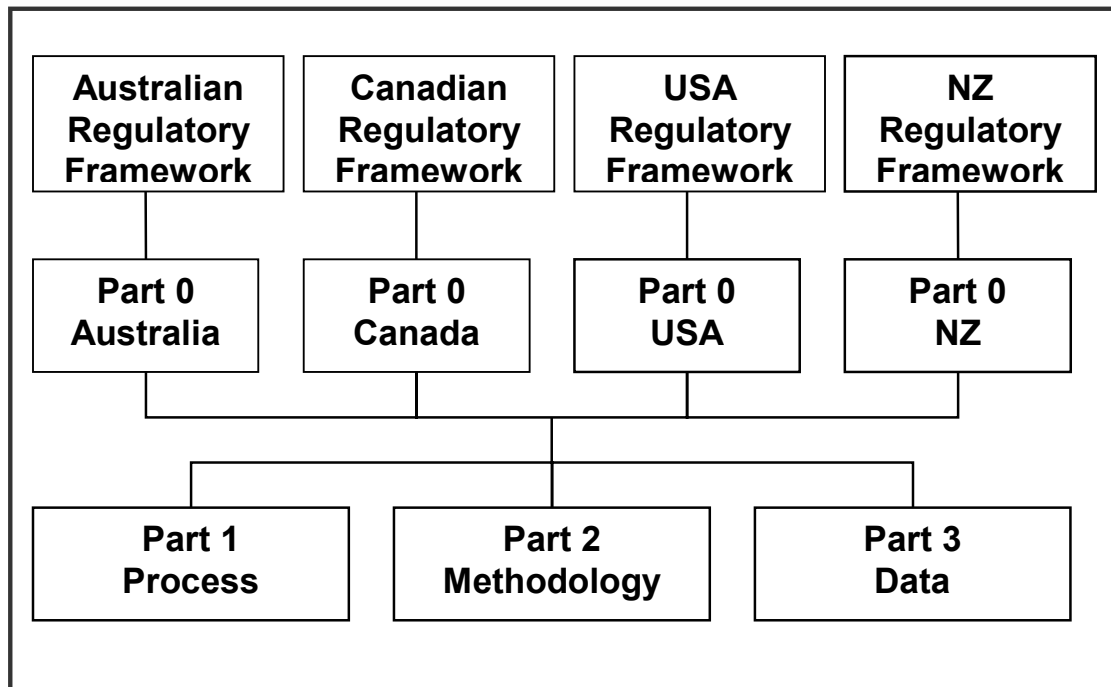 Australian
Regulatory
Framework
Canadian
Regulatory
Framework
USA
Regulatory
Framework
NZ
Regulatory
Framework
Part 0
Australia
Part 0
Canada
Part 0
USA
Part 0
NZ
Part 1
Process
Part 2
Methodology
Part 3
Data